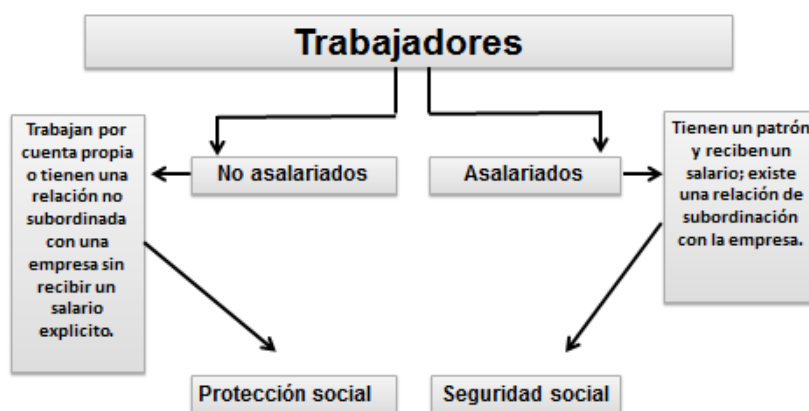 Trabajadores
Trabajan por
cuenta propia
o tienen una
relación no
subordinada
con una
empresa sin
recibir un
salario
explicito.
No asalariados
Asalariados
Tienen un patrón
y reciben un
salario; existe
una relación de
subordinación
con la empresa.
Protección social
Seguridad social